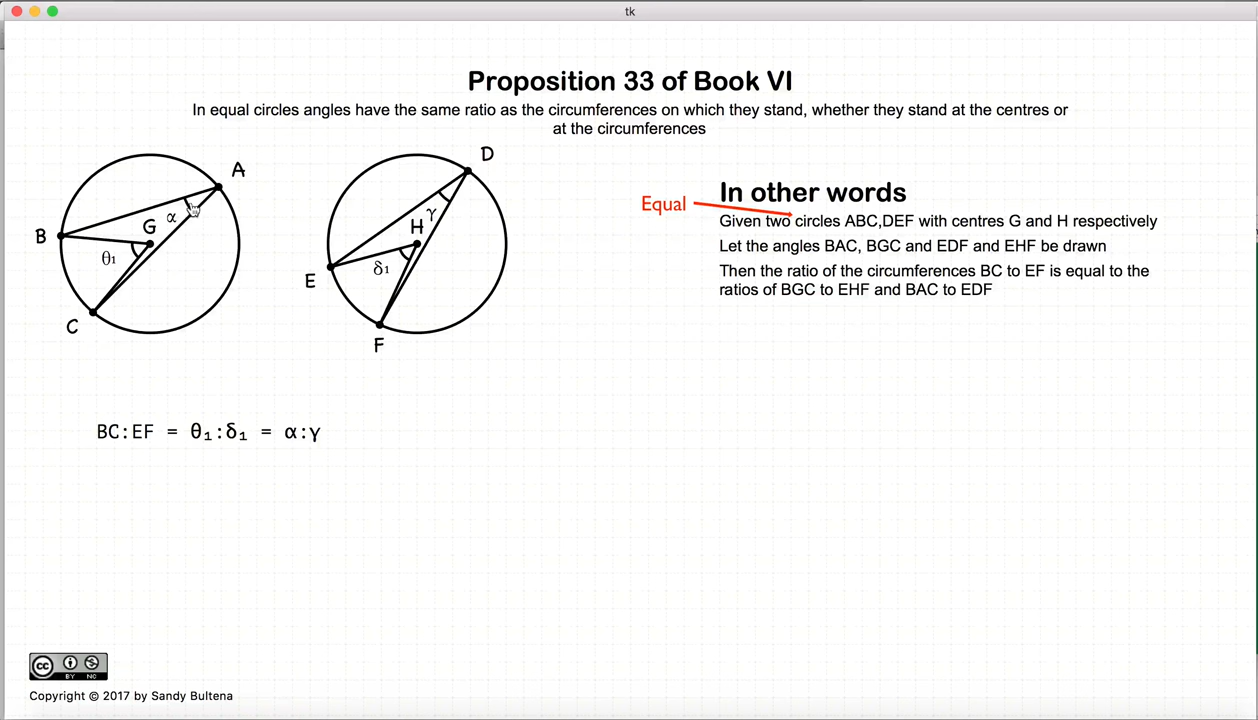 tk
Proposition 33 of Book VI
In equal circles angles have the same ratio as the circumferences on which they stand, whether they stand at the centres or
at the circumferences
A
B
α
G
θ₁
C
D
γ
H
E
δ₁
F
Equal
In other words
Given two circles ABC,DEF with centres G and H respectively
Let the angles BAC, BGC and EDF and EHF be drawn
Then the ratio of the circumferences BC to EF is equal to the
ratios of BGC to EHF and BAC to EDF
BC:EF = θ₁:δ₁ = α:γ
cc
BY NC
Copyright © 2017 by Sandy Bultena